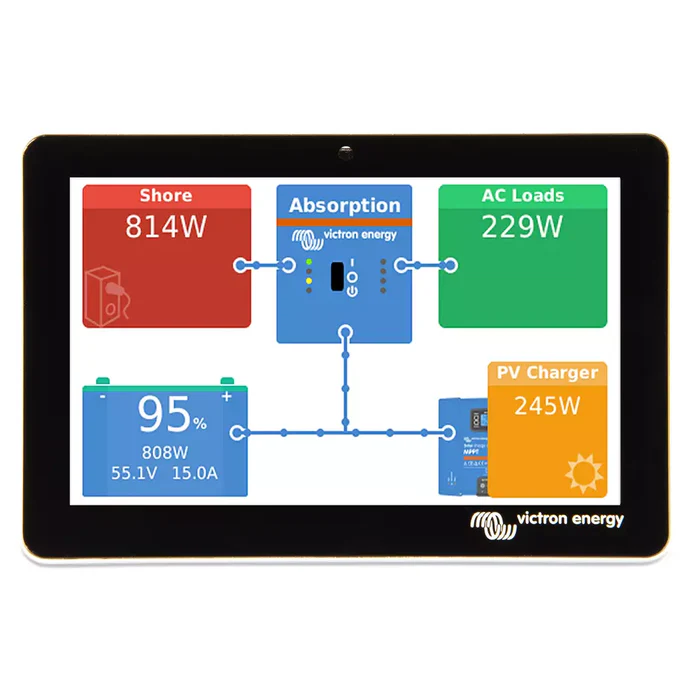 Shore
814W
Absorption
victron energy
AC Loads
229W
- +
95%
808W
55.1V 15.0A
PV Charger
245W
MPPT
victron energy